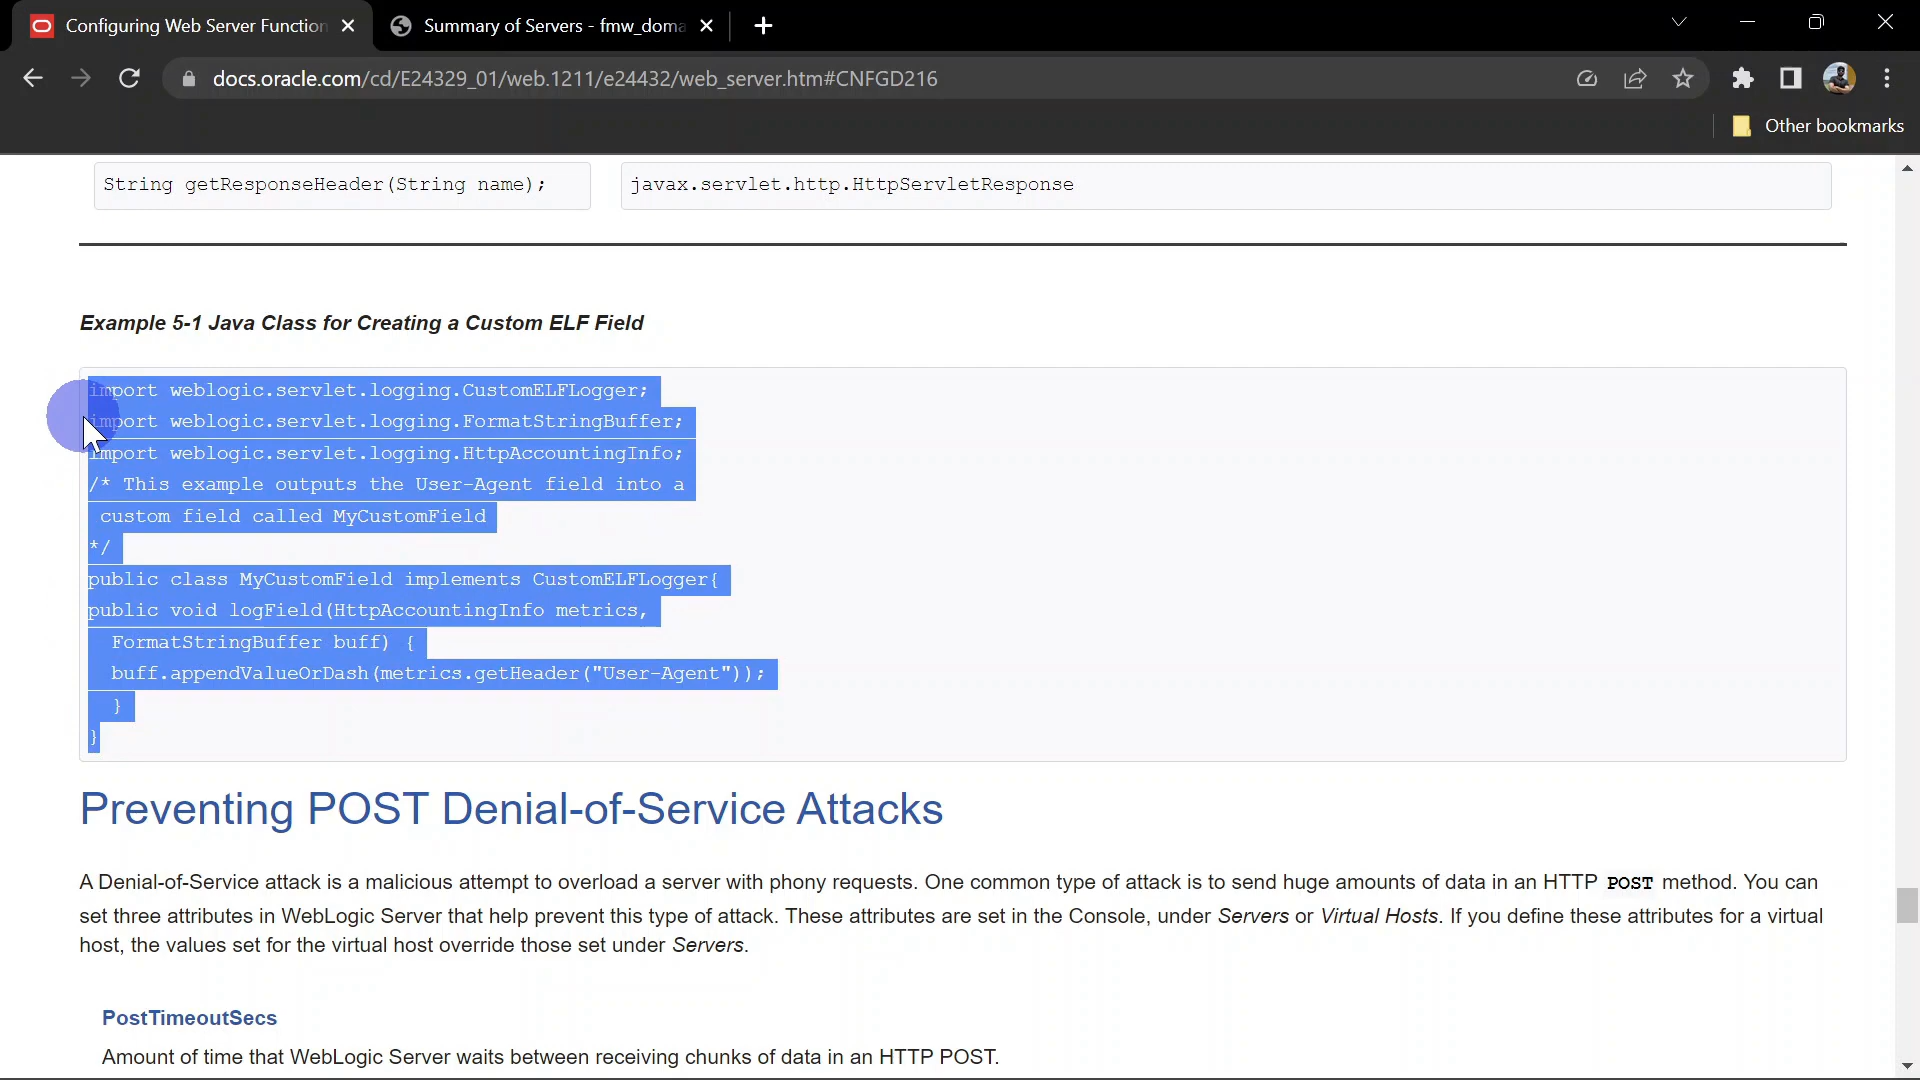 Configuring Web Server Function
Summary of Servers - fmw_doma
docs.oracle.com/cd/E24329_01/web.1211/e24432/web_server.htm#CNFGD216
Other bookmarks
String getResponseHeader(String name);
javax.servlet.http.HttpServletResponse
Example 5-1 Java Class for Creating a Custom ELF Field
import weblogic.servlet.logging.CustomELFLogger;
import weblogic.servlet.logging.FormatStringBuffer;
import weblogic.servlet.logging.HttpAccountingInfo;
/* This example outputs the User-Agent field into a
custom field called MyCustomField
*/
public class MyCustomField implements CustomELFLogger{
public void logField(HttpAccountingInfo metrics,
FormatStringBuffer buff) {
buff.appendValueOrDash(metrics.getHeader("User-Agent"));
}
}
Preventing POST Denial-of-Service Attacks
A Denial-of-Service attack is a malicious attempt to overload a server with phony requests. One common type of attack is to send huge amounts of data in an HTTP POST method. You can
set three attributes in WebLogic Server that help prevent this type of attack. These attributes are set in the Console, under Servers or Virtual Hosts. If you define these attributes for a virtual
host, the values set for the virtual host override those set under Servers.
PostTimeoutSecs
Amount of time that WebLogic Server waits between receiving chunks of data in an HTTP POST.